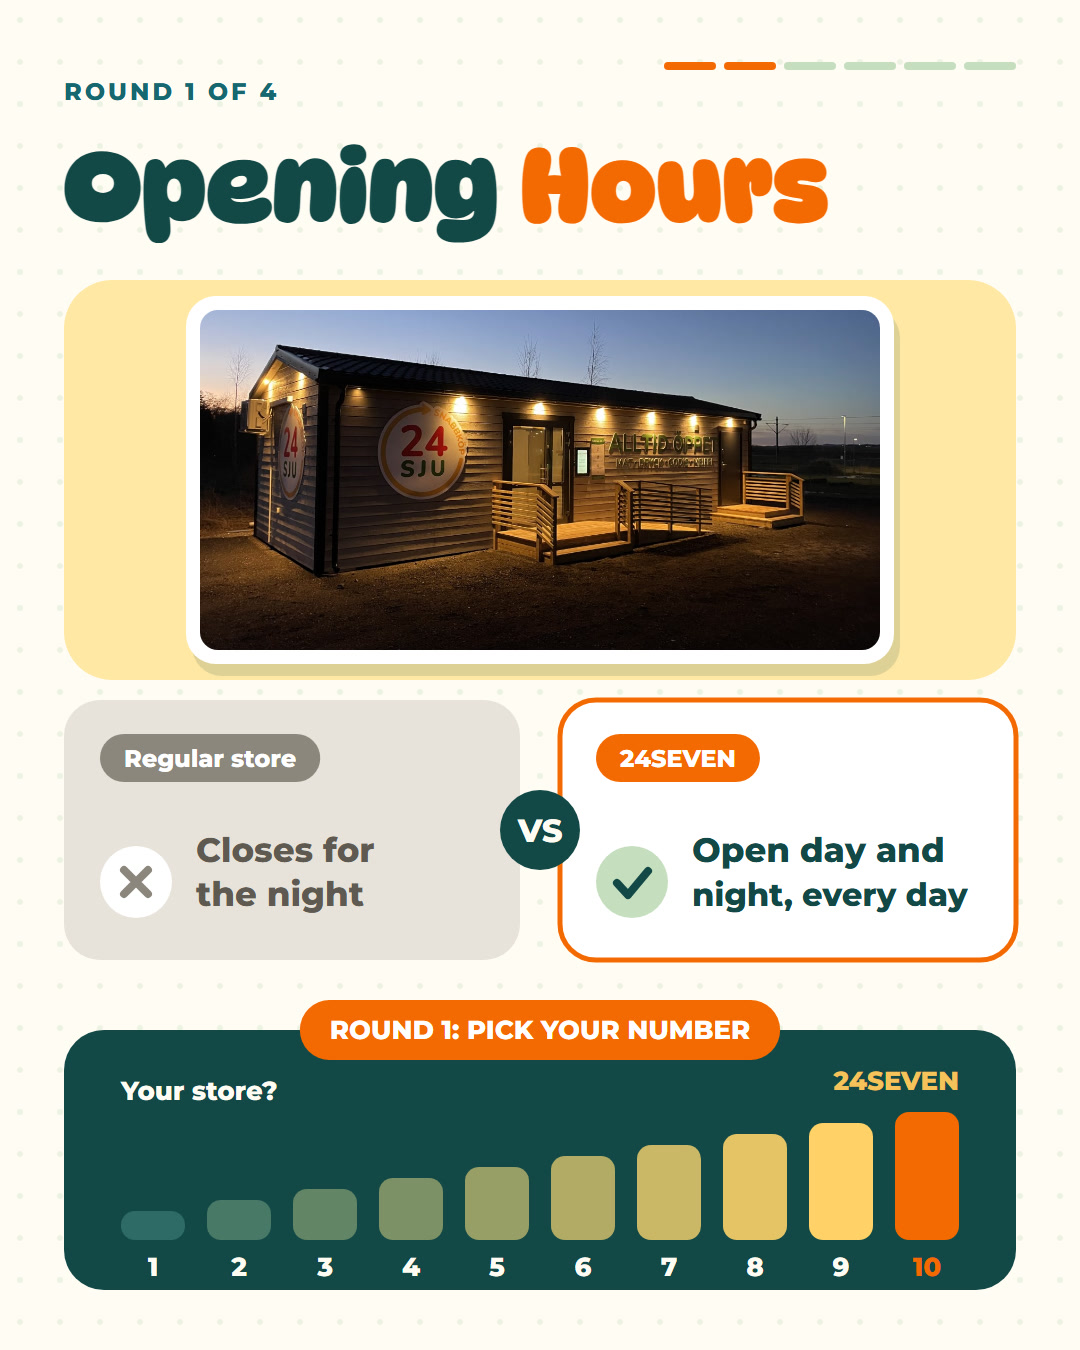 ROUND 1 OF 4
Opening Hours
24
SJU
24
SJU
ALLTID ÖPPET
Regular store
24SEVEN
VS
Closes for
the night
Open day and
night, every day
ROUND 1: PICK YOUR NUMBER
Your store?
24SEVEN
1 2 3 4 5 6 7 8 9 10